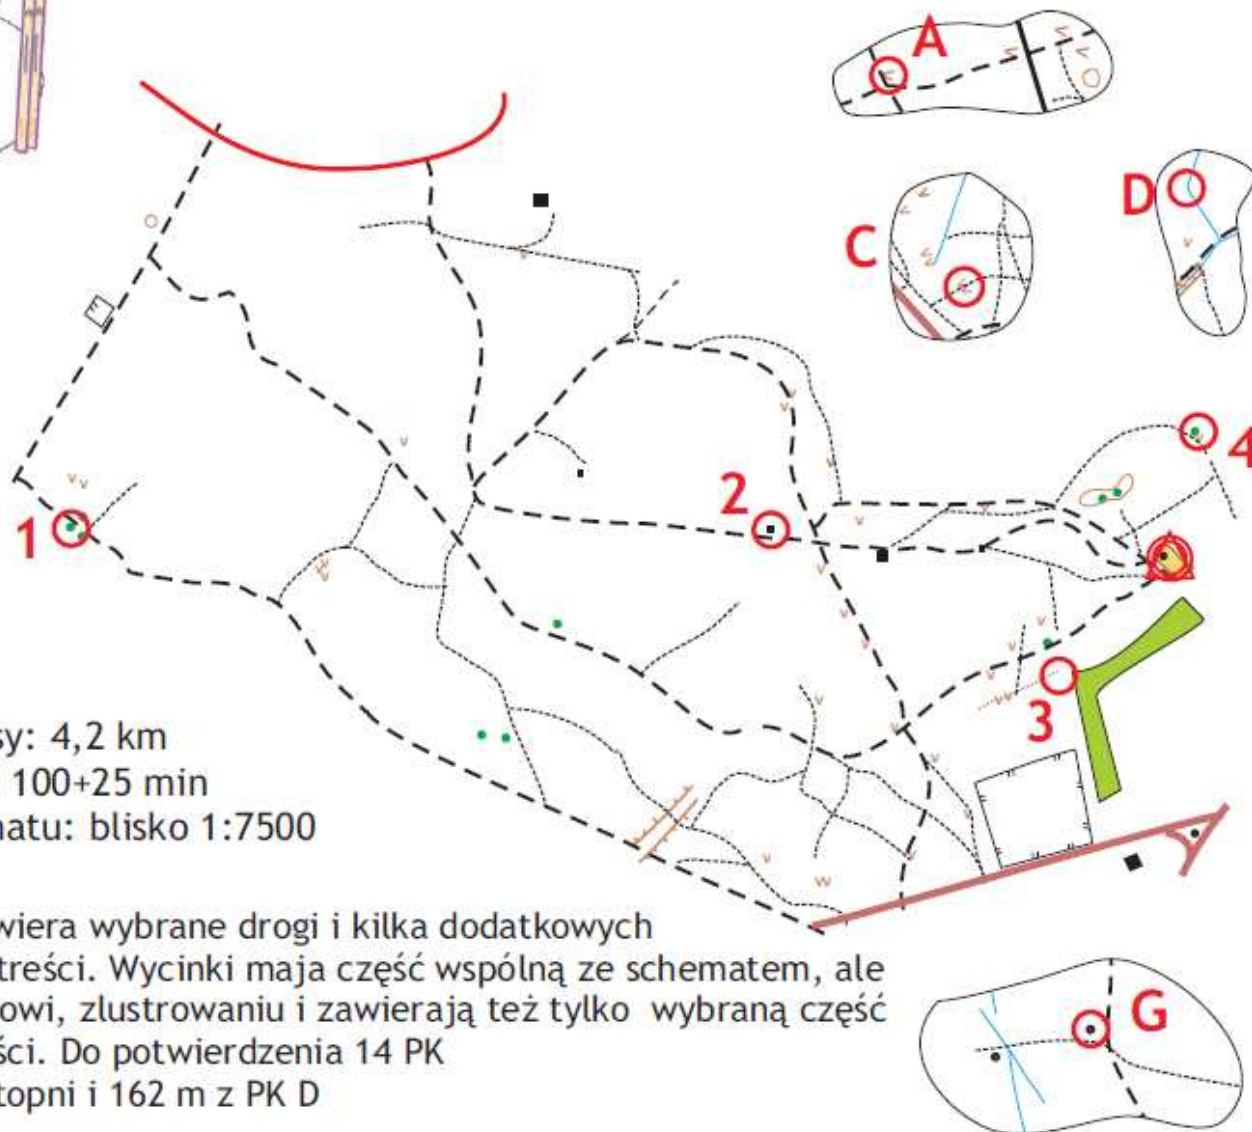 A
D
C
4
2
1
3
sy: 4,2 km
100+25 min
natu: blisko 1:7500
wiera wybrane drogi i kilka dodatkowych
treści. Wycinki maja część wspólną ze schematem, ale
owi, zlustrowaniu i zawierają też tylko wybraną część
ści. Do potwierdzenia 14 PK
topni i 162 m z PK D
G